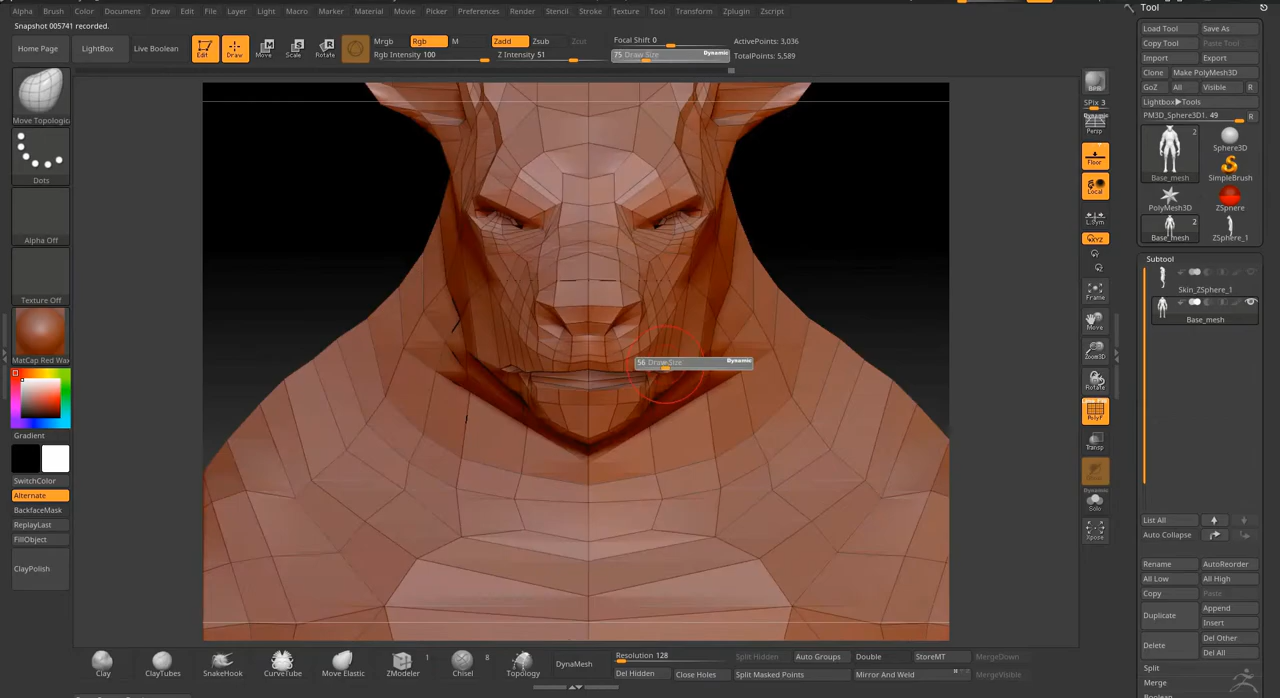 Alpha Brush Color Document Draw Edit File Layer Light Macro Marker Material Movie Picker Preferences Render Stencil Stroke Texture Tool Transform Zplugin Zscript
Tool
Snapshot 005741 recorded.
Home Page
LightBox
Live Boolean
Edit
Draw
Move
Scale
Rotate
Mrgb Rgb M
Rgb Intensity 100
Zadd Zsub Zcut
Z Intensity 51
Focal Shift 0
75 Draw Size Dynamic
ActivePoints: 3,036
TotalPoints: 5,589
Move Topologica
Dots
Alpha Off
Texture Off
MatCap Red Wax
Gradient
SwitchColor
Alternate
BackfaceMask
ReplayLast
FillObject
ClayPolish
56 Draw Size Dynamic
BPR
SPix 3
Dynamic
Persp
Floor
Local
L.Sym
XYZ
Frame
Move
Zoom3D
Rotate
PolyF
Transp
Dynamic
Solo
Xpose
Load Tool Save As
Copy Tool Paste Tool
Import Export
Clone Make PolyMesh3D
GoZ All Visible R
Lightbox▶Tools
PM3D_Sphere3D1. 49 R
2
Base_mesh
Sphere3D
SimpleBrush
PolyMesh3D
ZSphere
2
Base_mesh
ZSphere_1
Subtool
Skin_ZSphere_1
Base_mesh
List All
Auto Collapse
Rename AutoReorder
All Low All High
Copy Paste
Duplicate
Append
Insert
Delete
Del Other
Del All
Split
Merge
Clay
ClayTubes
SnakeHook
CurveTube
Move Elastic
1
ZModeler
8
Chisel
Topology
DynaMesh
Resolution 128
Del Hidden
Close Holes
Split Hidden Auto Groups Double StoreMT MergeDown
Split Masked Points Mirror And Weld MergeVisible